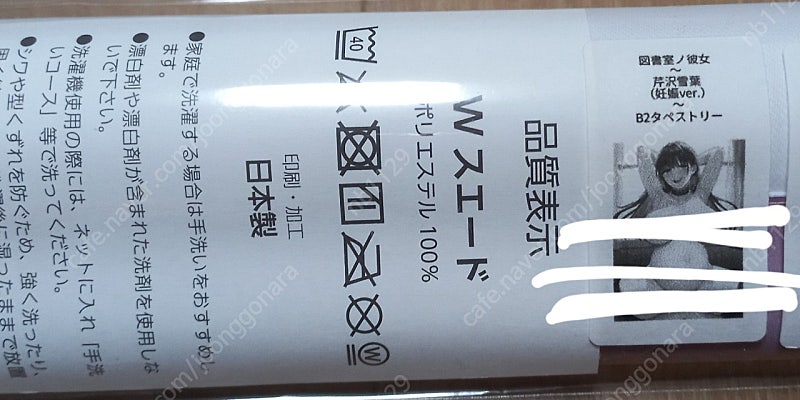 図書室ノ彼女
〜
芹沢雪葉
（妊娠ver.）
〜
B2タペストリー
品質表示
Wスエード
ポリエステル100％
40
W
印刷・加工
日本製
●家庭で洗濯する場合は手洗いをおすすめし
ます。
●漂白剤や漂白剤が含まれた洗剤を使用しな
いで下さい。
●洗濯機使用の際には、ネットに入れ「手洗
いコース」等で洗ってください。
●シワや型くずれを防ぐため、強く洗ったり、
cafe.naver.com/joonggonara